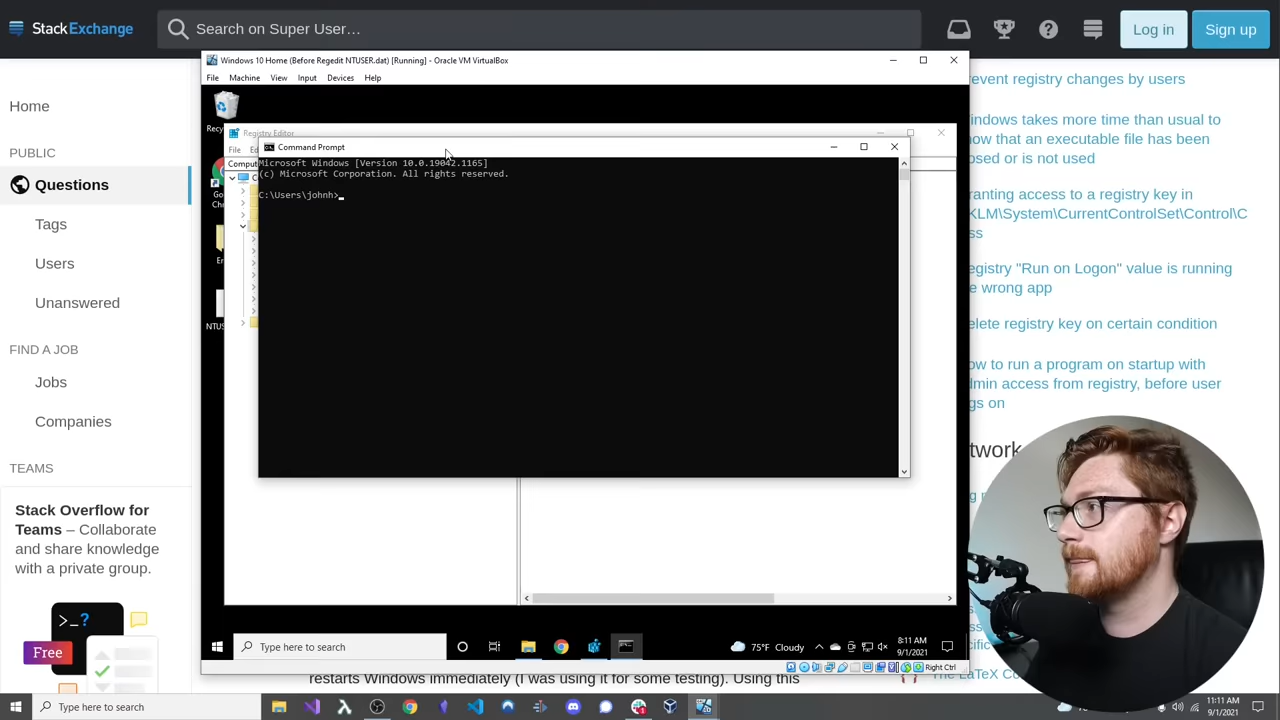 StackExchange
Search on Super User…
Log in
Sign up
Home
PUBLIC
Questions
Tags
Users
Unanswered
FIND A JOB
Jobs
Companies
TEAMS
Stack Overflow for
Teams – Collaborate
and share knowledge
with a private group.
>_?
Free
Windows 10 Home (Before Regedit NTUSER.dat) [Running] - Oracle VM VirtualBox
File Machine View Input Devices Help
Registry Editor
File
Command Prompt
Microsoft Windows [Version 10.0.19042.1165]
(c) Microsoft Corporation. All rights reserved.
C:\Users\johnh>
Type here to search
75°F Cloudy
8:11 AM
9/1/2021
Right Ctrl
revent registry changes by users
indows takes more time than usual to
how that an executable file has been
osed or is not used
ranting access to a registry key in
KLM\System\CurrentControlSet\Control\C
ss
egistry "Run on Logon" value is running
e wrong app
elete registry key on certain condition
ow to run a program on startup with
dmin access from registry, before user
gs on
twork
restarts Windows immediately (I was using it for some testing). Using this
Type here to search
11:11 AM
9/1/2021